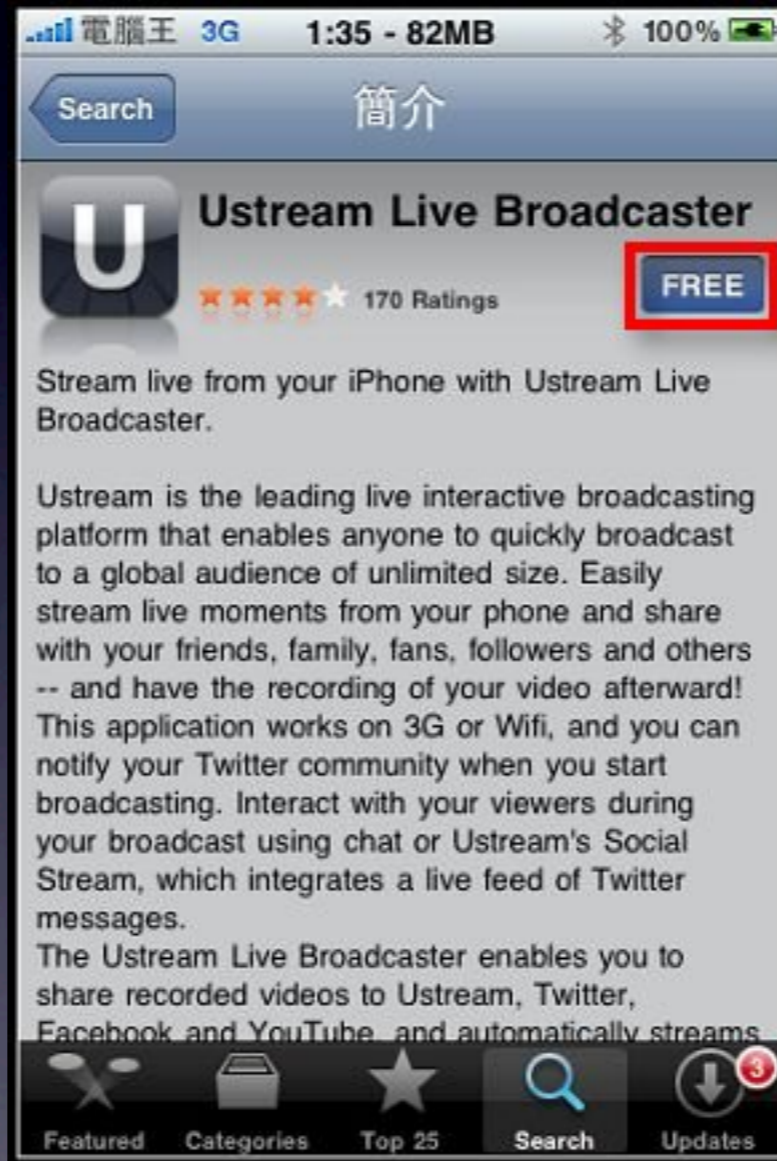 電腦王 3G 1:35 - 82MB 100%
Search 簡介
U
Ustream Live Broadcaster
170 Ratings
FREE
Stream live from your iPhone with Ustream Live
Broadcaster.
Ustream is the leading live interactive broadcasting
platform that enables anyone to quickly broadcast
to a global audience of unlimited size. Easily
stream live moments from your phone and share
with your friends, family, fans, followers and others
-- and have the recording of your video afterward!
This application works on 3G or Wifi, and you can
notify your Twitter community when you start
broadcasting. Interact with your viewers during
your broadcast using chat or Ustream's Social
Stream, which integrates a live feed of Twitter
messages.
The Ustream Live Broadcaster enables you to
share recorded videos to Ustream, Twitter,
Facebook and YouTube, and automatically streams
3
Featured Categories Top 25 Search Updates